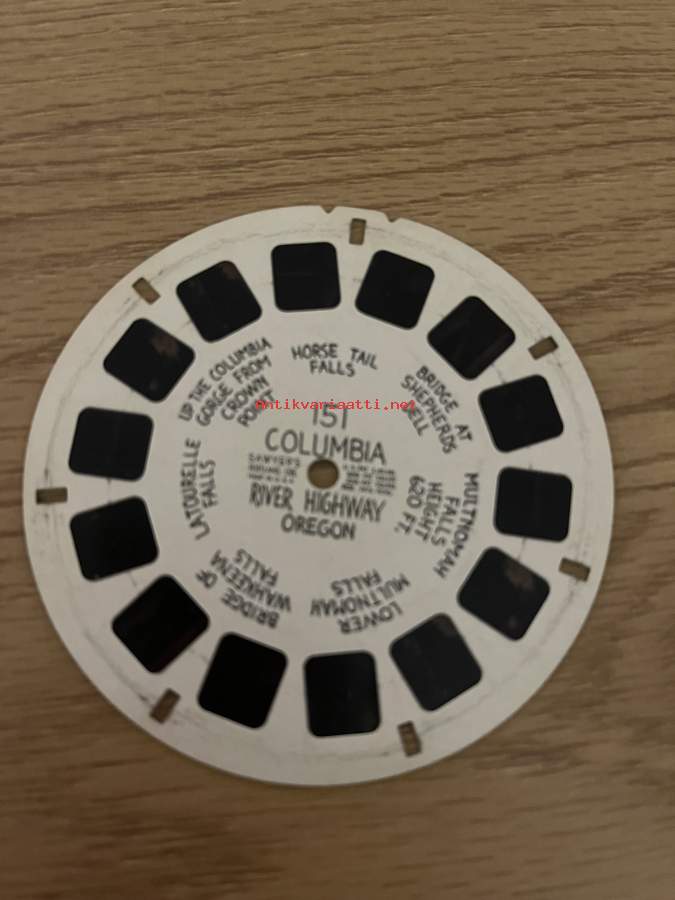 HORSE TAIL
FALLS
BRIDGE AT
SHEPHERDS
DELL
MULTNOMAH
FALLS
HEIGHT
620 FT.
LOWER
MULTNOMAH
FALLS
BRIDGE OF
WAHKEENA
FALLS
LATOURELLE
FALLS
UP THE COLUMBIA
GORGE FROM
CROWN
POINT
Antikvariaatti.net
151
COLUMBIA
SAWYER'S
RIVER HIGHWAY
OREGON